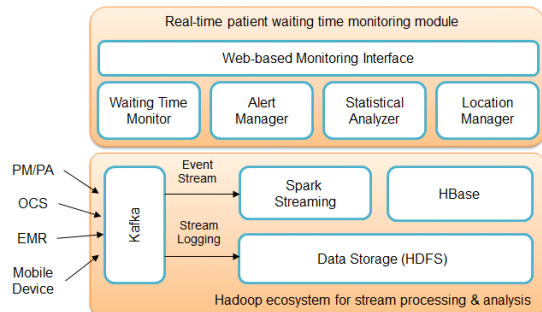 Real-time patient waiting time monitoring module
Web-based Monitoring Interface
Waiting Time
Monitor
Alert
Manager
Statistical
Analyzer
Location
Manager
PM/PA
OCS
EMR
Mobile
Device
Kafka
Event
Stream
Stream
Logging
Spark
Streaming
HBase
Data Storage (HDFS)
Hadoop ecosystem for stream processing & analysis